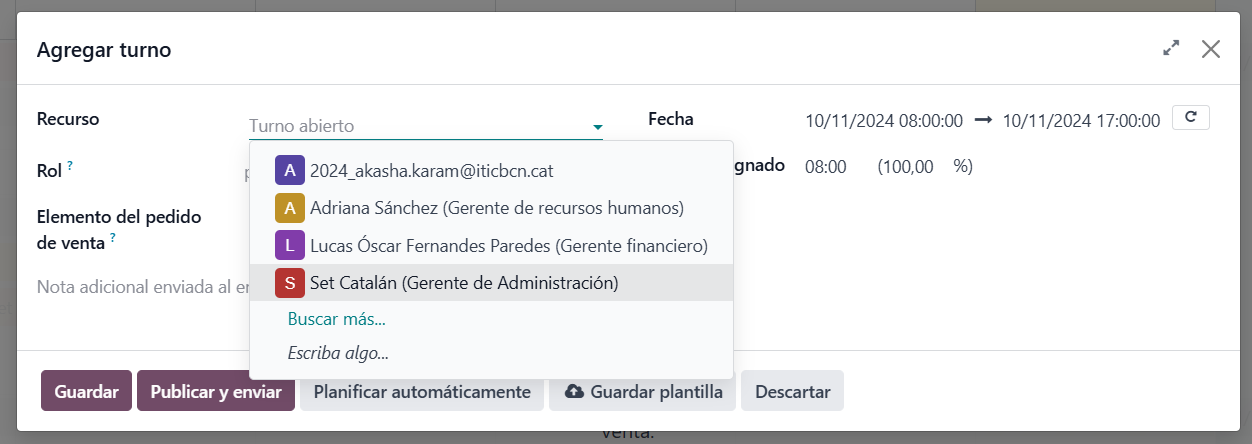 Agregar turno
Recurso
Turno abierto
Fecha
10/11/2024 08:00:00 → 10/11/2024 17:00:00
A 2024_akasha.karam@iticbcn.cat
Rol ?
gnado
08:00 (100,00 %)
A Adriana Sánchez (Gerente de recursos humanos)
Elemento del pedido
de venta ?
L Lucas Óscar Fernandes Paredes (Gerente financiero)
Nota adicional enviada al
S Set Catalán (Gerente de Administración)
Buscar más...
Escriba algo...
Guardar
Publicar y enviar
Planificar automáticamente
Guardar plantilla
Descartar
venta.